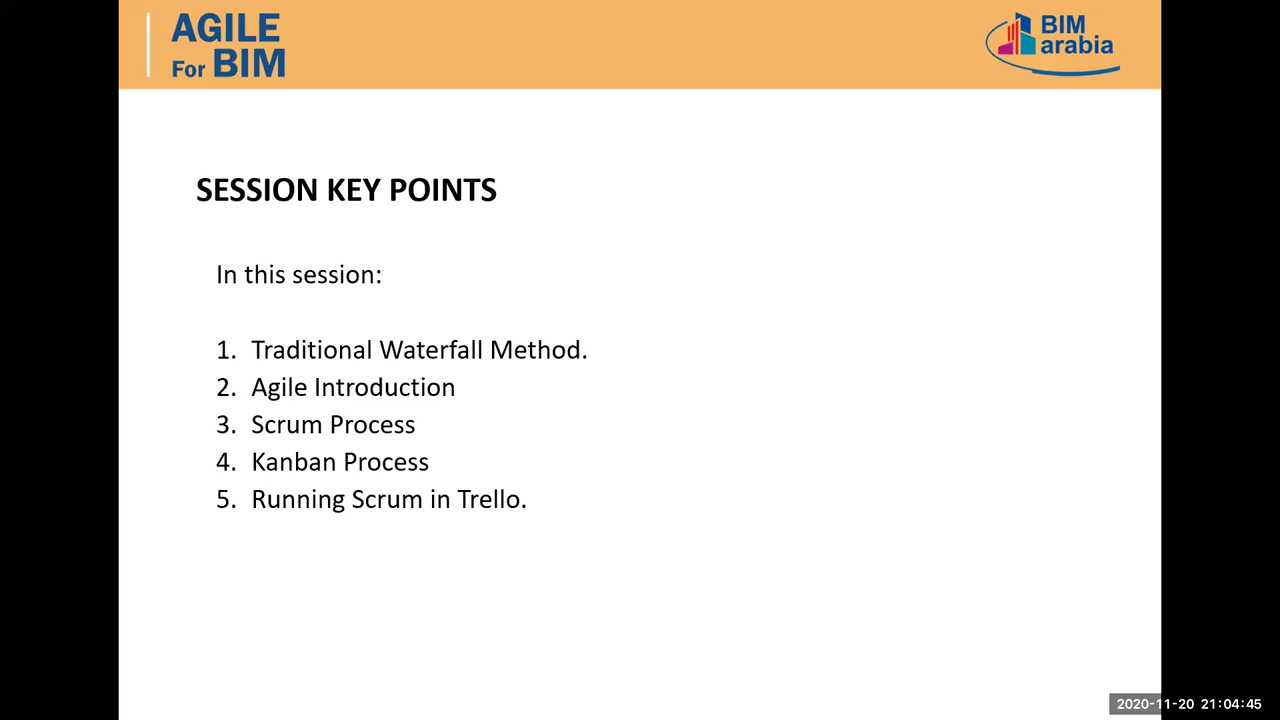 AGILE
For BIM
BIM
arabia
SESSION KEY POINTS
In this session:
1. Traditional Waterfall Method.
2. Agile Introduction
3. Scrum Process
4. Kanban Process
5. Running Scrum in Trello.
2020-11-20 21:04:45